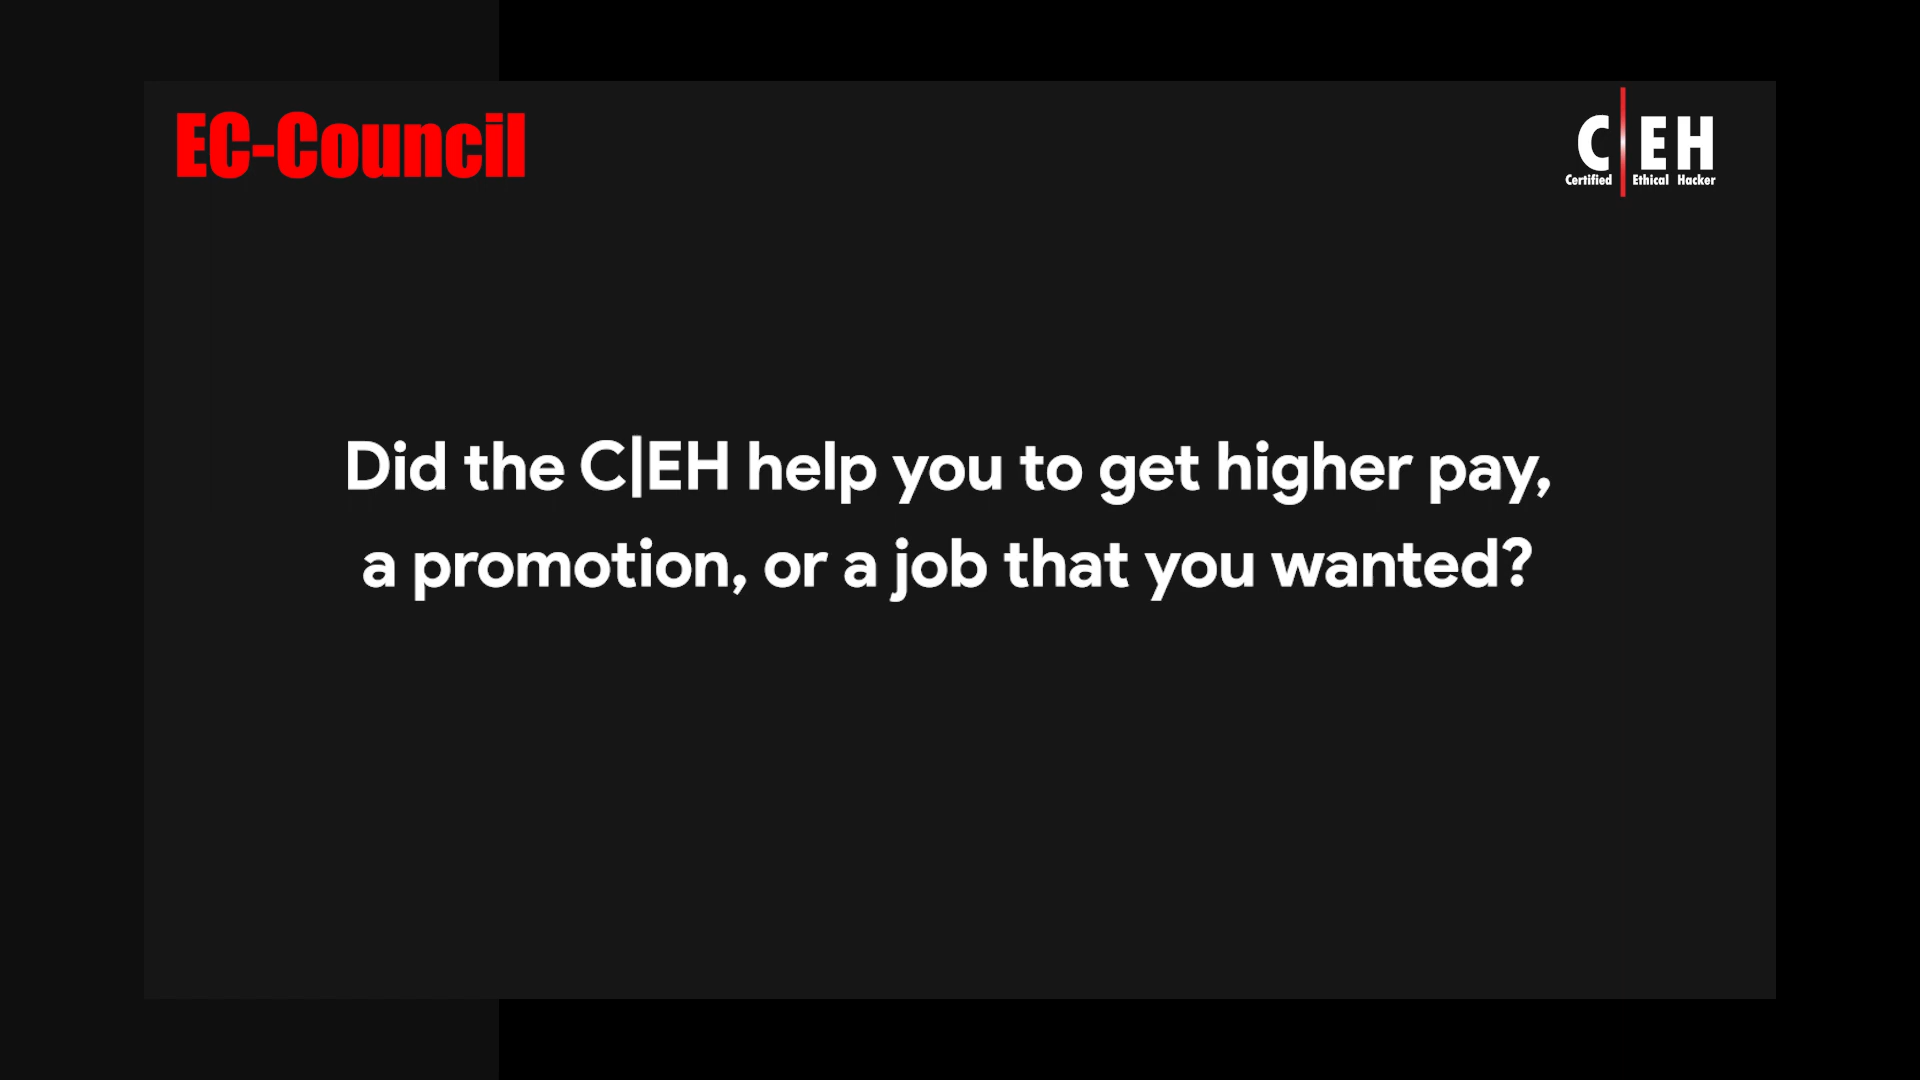 EC-Council
C|EH
Certified Ethical Hacker
Did the C|EH help you to get higher pay,
a promotion, or a job that you wanted?